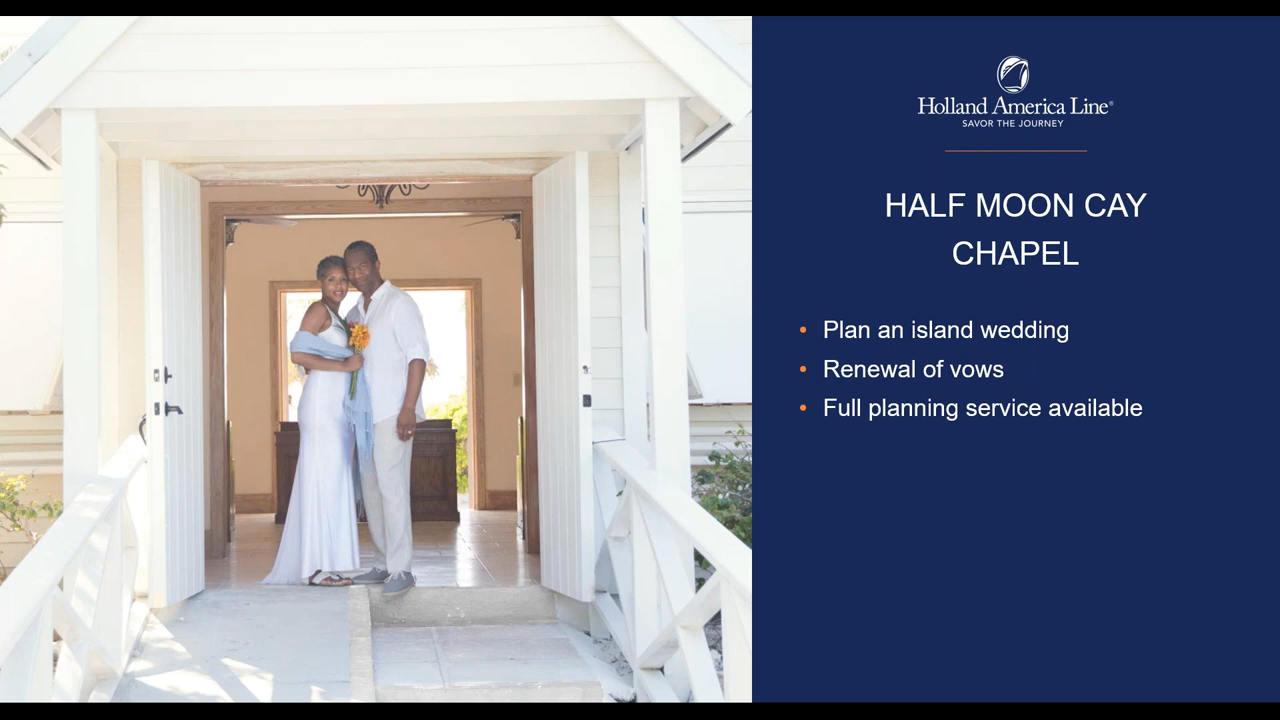 Holland America Line®
SAVOR THE JOURNEY
HALF MOON CAY
CHAPEL
• Plan an island wedding
• Renewal of vows
• Full planning service available